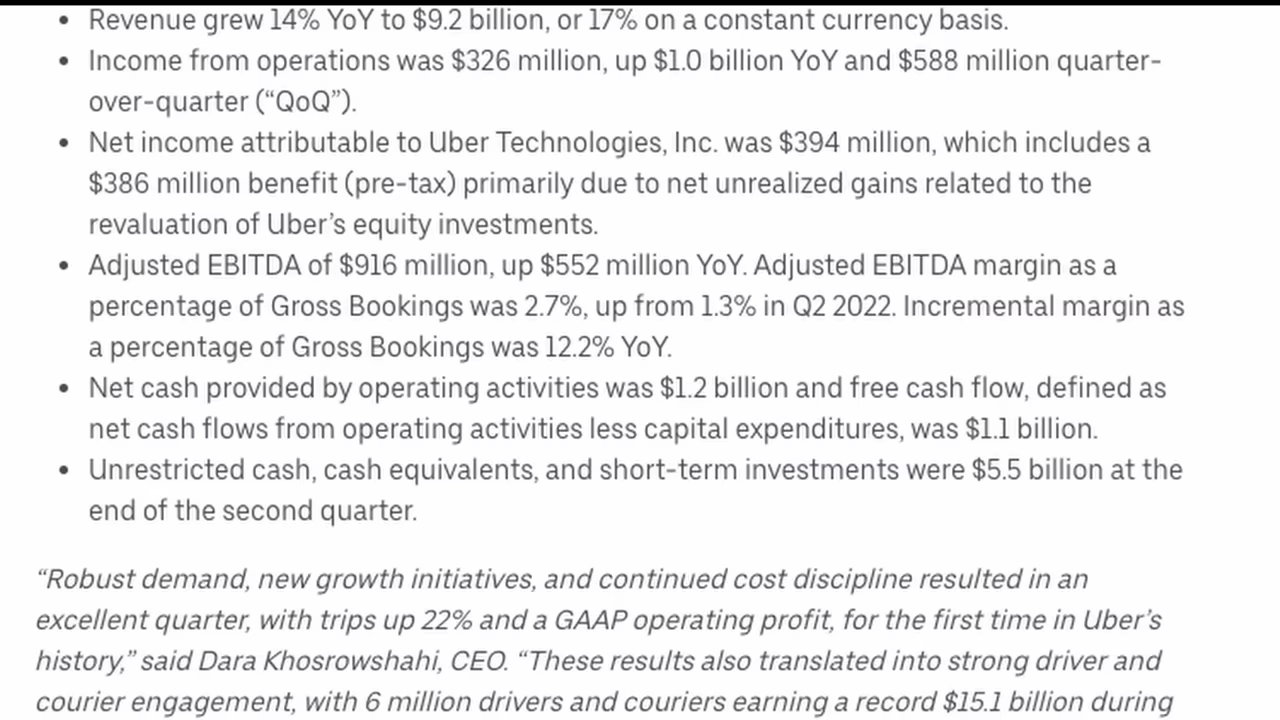 • Revenue grew 14% YoY to $9.2 billion, or 17% on a constant currency basis.
• Income from operations was $326 million, up $1.0 billion YoY and $588 million quarter-
over-quarter (“QoQ”).
• Net income attributable to Uber Technologies, Inc. was $394 million, which includes a
$386 million benefit (pre-tax) primarily due to net unrealized gains related to the
revaluation of Uber’s equity investments.
• Adjusted EBITDA of $916 million, up $552 million YoY. Adjusted EBITDA margin as a
percentage of Gross Bookings was 2.7%, up from 1.3% in Q2 2022. Incremental margin as
a percentage of Gross Bookings was 12.2% YoY.
• Net cash provided by operating activities was $1.2 billion and free cash flow, defined as
net cash flows from operating activities less capital expenditures, was $1.1 billion.
• Unrestricted cash, cash equivalents, and short-term investments were $5.5 billion at the
end of the second quarter.
“Robust demand, new growth initiatives, and continued cost discipline resulted in an
excellent quarter, with trips up 22% and a GAAP operating profit, for the first time in Uber’s
history,” said Dara Khosrowshahi, CEO. “These results also translated into strong driver and
courier engagement, with 6 million drivers and couriers earning a record $15.1 billion during